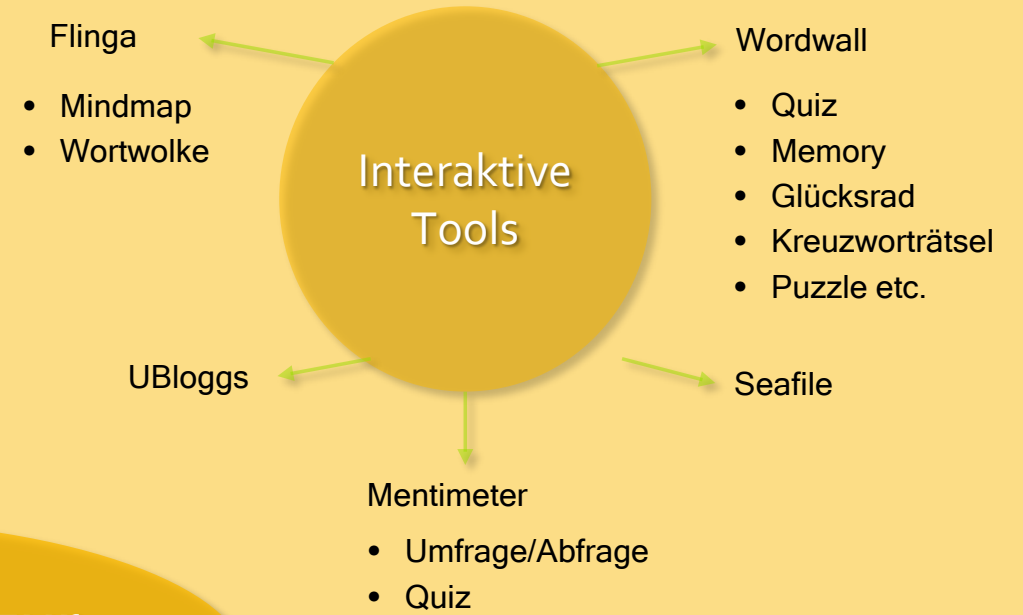 Flinga
• Mindmap
• Wortwolke
Interaktive
Tools
Wordwall
• Quiz
• Memory
• Glücksrad
• Kreuzworträtsel
• Puzzle etc.
UBloggs
Seafile
Mentimeter
• Umfrage/Abfrage
• Quiz